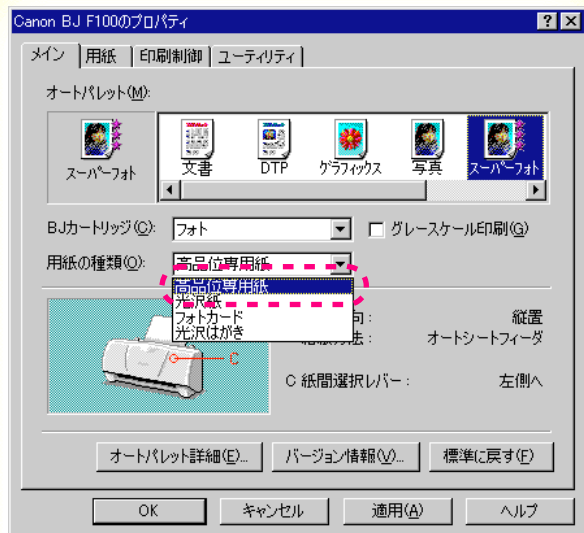 Canon BJ F100のプロパティ
メイン 用紙 印刷制御 ユーティリティ
オートパレット(M):
スーパーフォト 文書 DTP グラフィックス 写真 スーパーフォト
BJカートリッジ(C): フォト グレースケール印刷(G)
用紙の種類(O): 高品位専用紙
高品位専用紙
光沢紙
フォトカード
光沢はがき
向: 縦置
オートシートフィーダ
C
C 紙間選択レバー: 左側へ
オートパレット詳細(E)... バージョン情報(V)... 標準に戻す(F)
OK キャンセル 適用(A) ヘルプ